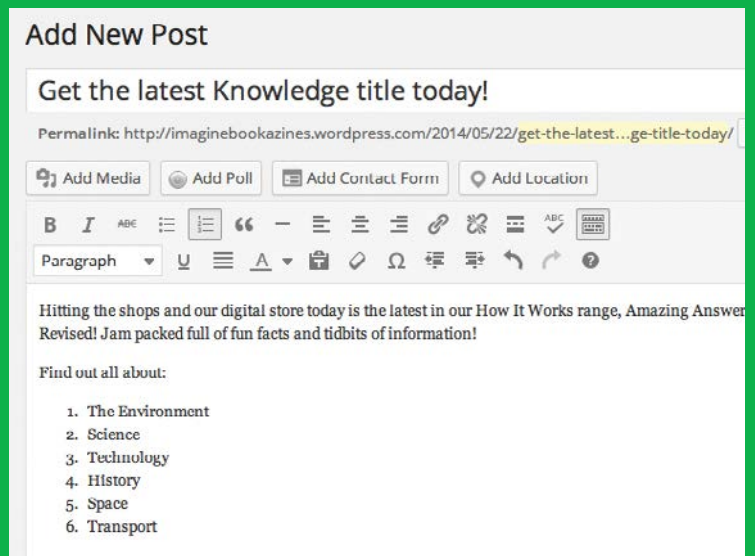 Add New Post
Get the latest Knowledge title today!
Permalink: http://imaginebookazines.wordpress.com/2014/05/22/get-the-latest...ge-title-today/
Add Media Add Poll Add Contact Form Add Location
B I ABC 1 2 3 “ ABC
Paragraph U A T Ω ?
Hitting the shops and our digital store today is the latest in our How It Works range, Amazing Answer
Revised! Jam packed full of fun facts and tidbits of information!
Find out all about:
1. The Environment
2. Science
3. Technology
4. History
5. Space
6. Transport